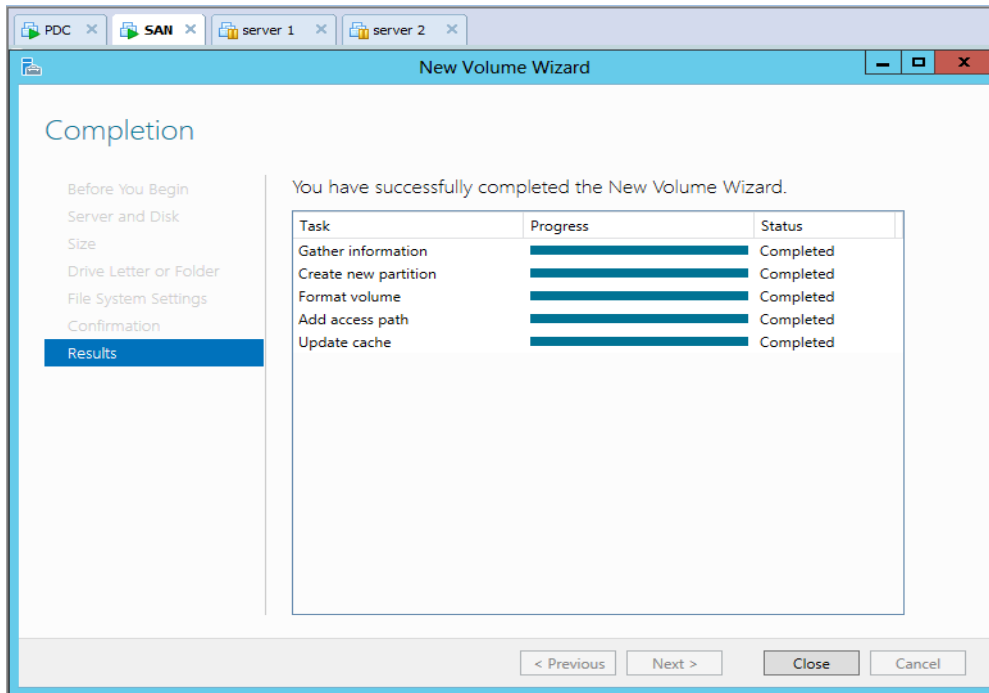 PDC SAN server 1 server 2
New Volume Wizard
Completion
Before You Begin
Server and Disk
Size
Drive Letter or Folder
File System Settings
Confirmation
Results
You have successfully completed the New Volume Wizard.
Task Progress Status
Gather information Completed
Create new partition Completed
Format volume Completed
Add access path Completed
Update cache Completed
< Previous Next > Close Cancel